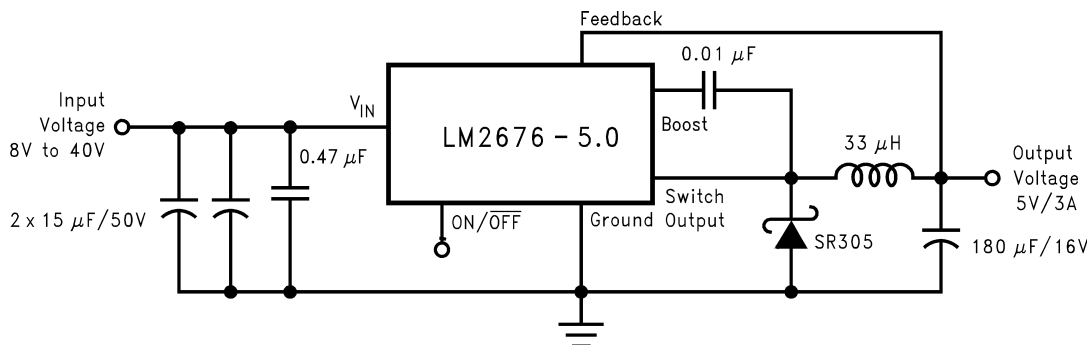 Feedback
0.01 μF
Input
Voltage
8V to 40V
V_IN
LM2676 – 5.0
Boost
33 μH
Output
Voltage
5V/3A
0.47 μF
2 x 15 μF/50V
ON/O̅F̅F̅
Ground
Switch
Output
SR305
180 μF/16V